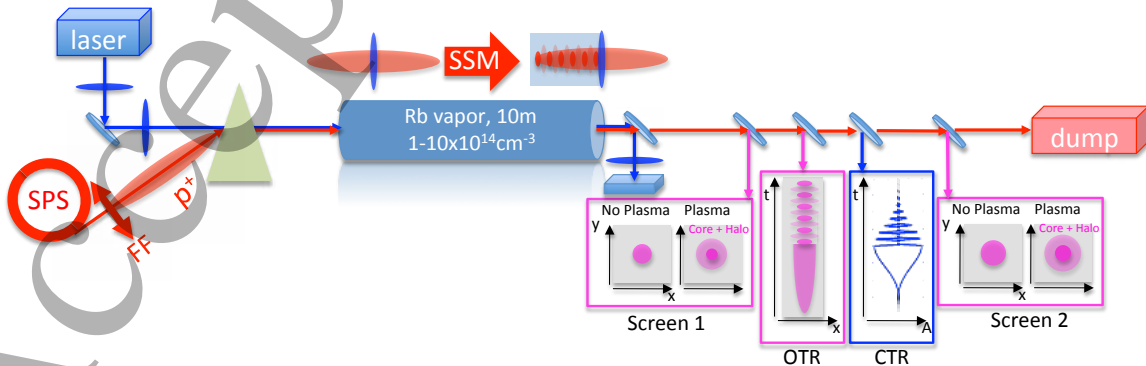 laser
SSM
Rb vapor, 10m
1-10x10¹⁴cm⁻³
dump
SPS
p⁺
FF
No Plasma
Plasma
Core + Halo
y
x
Screen 1
t
x
OTR
t
A
CTR
No Plasma
Plasma
Core + Halo
y
x
Screen 2